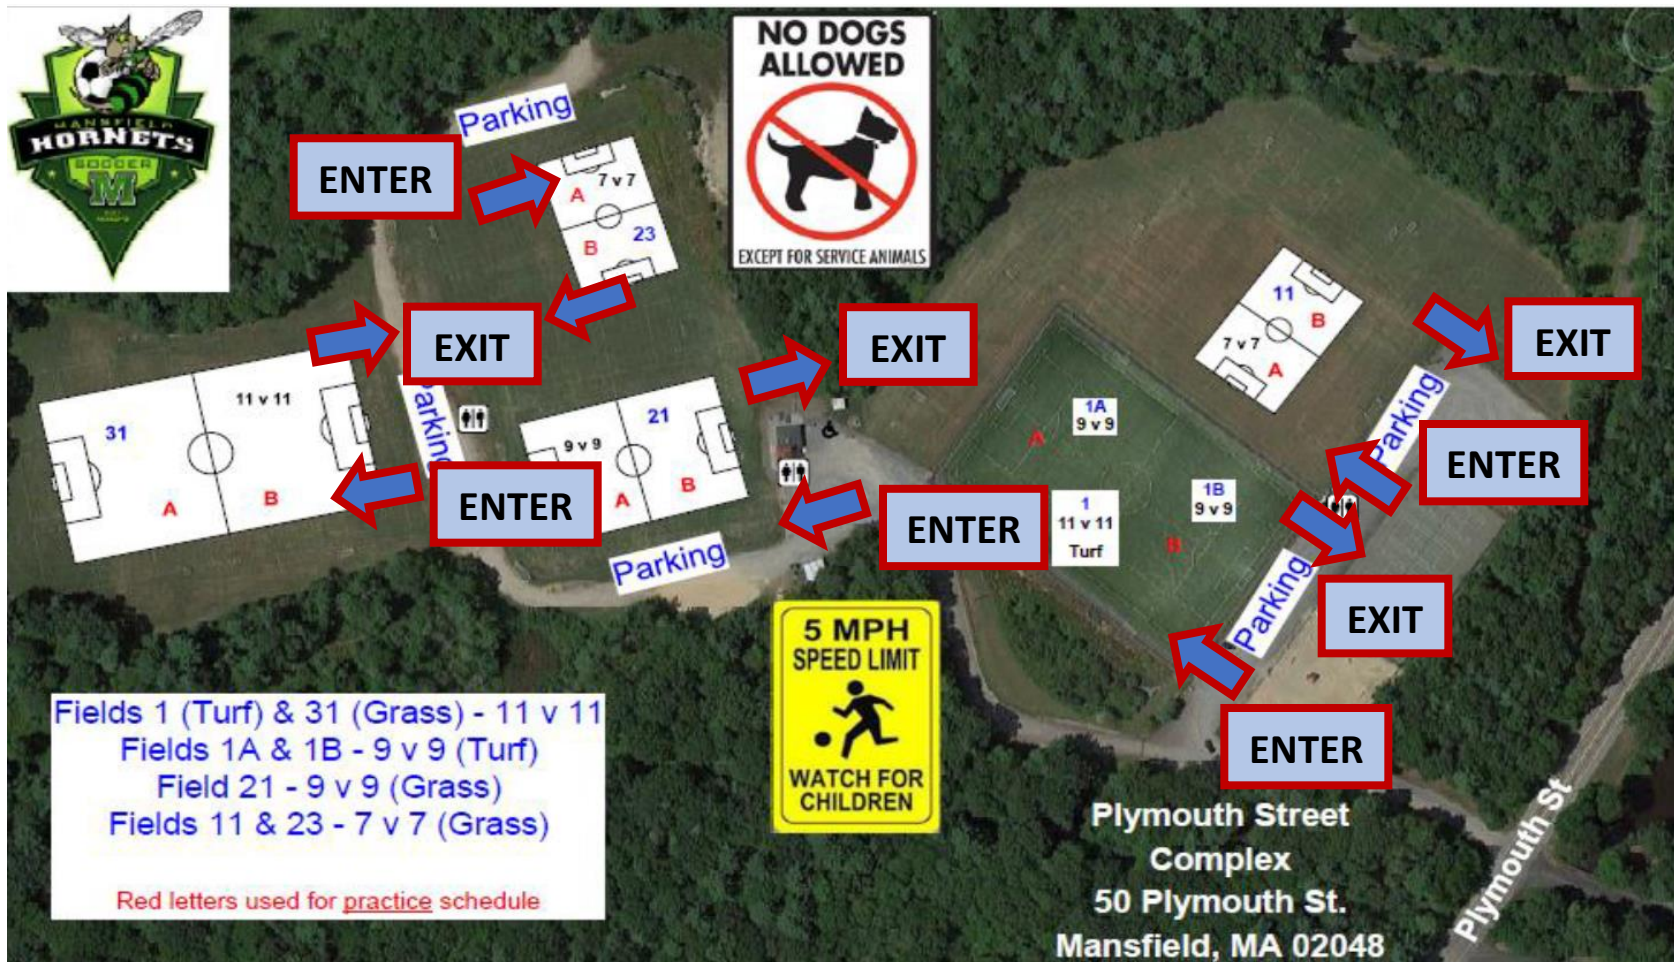 MANSFIELD
HORNETS
SOCCER
M
NO DOGS
ALLOWED
EXCEPT FOR SERVICE ANIMALS
Parking
ENTER
7 v 7
A
B
23
EXIT
EXIT
11
B
7 v 7
A
EXIT
31
11 v 11
A
B
Parking
ENTER
9 v 9
21
A
B
Parking
ENTER
1A
9 v 9
A
1
11 v 11
Turf
1B
9 v 9
B
Parking
ENTER
Parking
EXIT
ENTER
5 MPH
SPEED LIMIT
WATCH FOR
CHILDREN
Fields 1 (Turf) & 31 (Grass) - 11 v 11
Fields 1A & 1B - 9 v 9 (Turf)
Field 21 - 9 v 9 (Grass)
Fields 11 & 23 - 7 v 7 (Grass)
Red letters used for practice schedule
Plymouth Street
Complex
50 Plymouth St.
Mansfield, MA 02048
Plymouth St